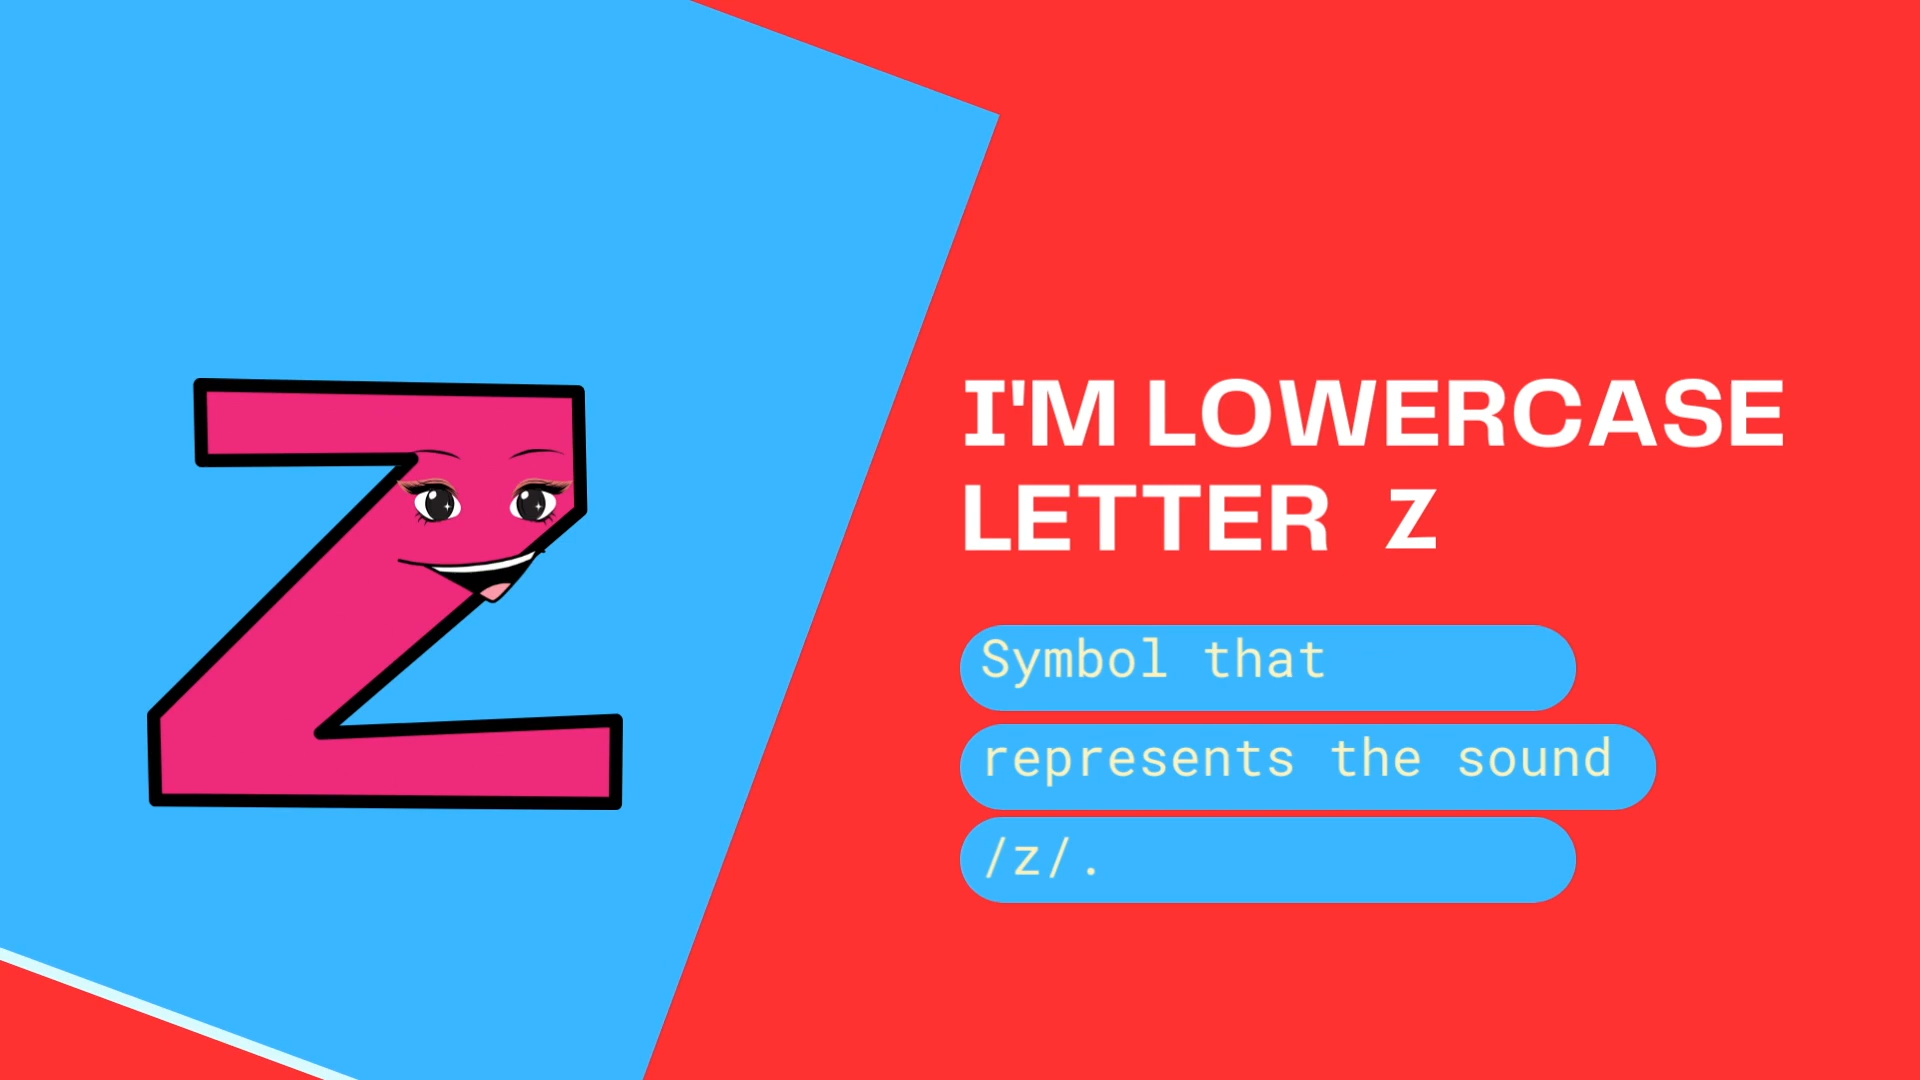 I'M LOWERCASE
LETTER z
Symbol that
represents the sound
/z/.